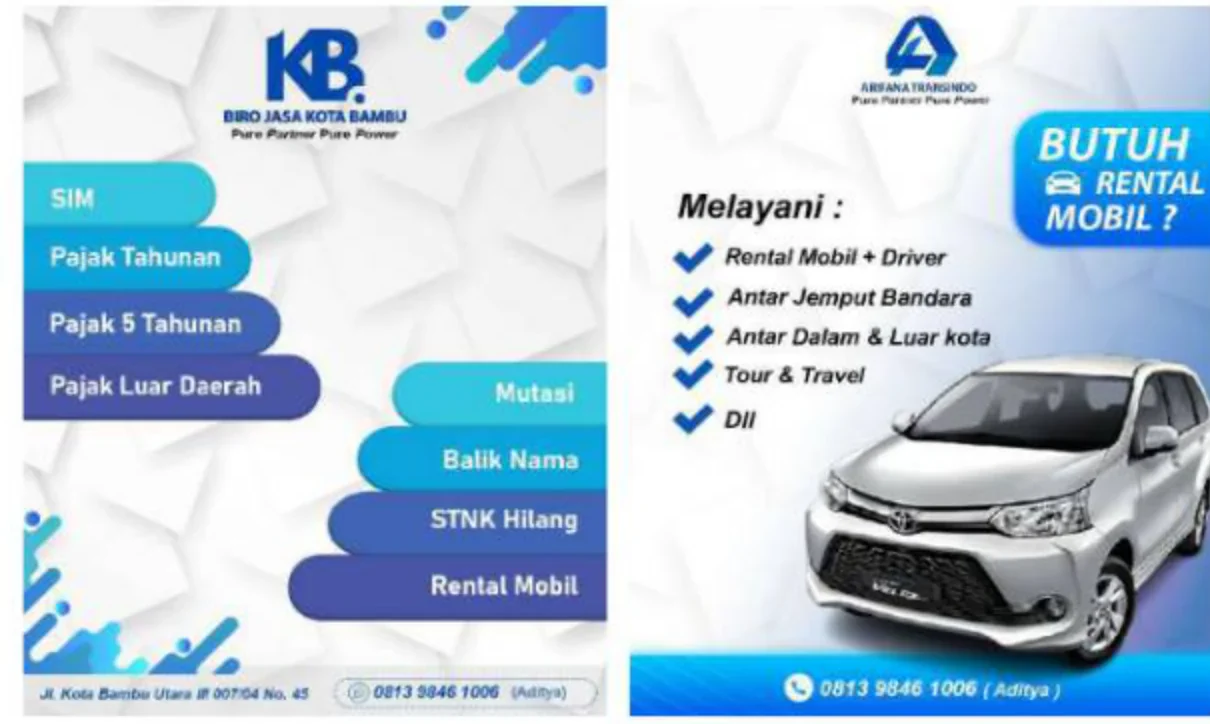 KB.
BIRO JASA KOTA BAMBU
Pure Partner Pure Power
SIM
Pajak Tahunan
Pajak 5 Tahunan
Pajak Luar Daerah
Mutasi
Balik Nama
STNK Hilang
Rental Mobil
Jl. Kota Bambu Utara III 007/04 No. 45
0813 9846 1006 (Aditya)
ARIFANA TRANSINDO
Pure Partner Pure Power
BUTUH
RENTAL
MOBIL ?
Melayani :
Rental Mobil + Driver
Antar Jemput Bandara
Antar Dalam & Luar kota
Tour & Travel
Dll
VELOZ
0813 9846 1006 ( Aditya )